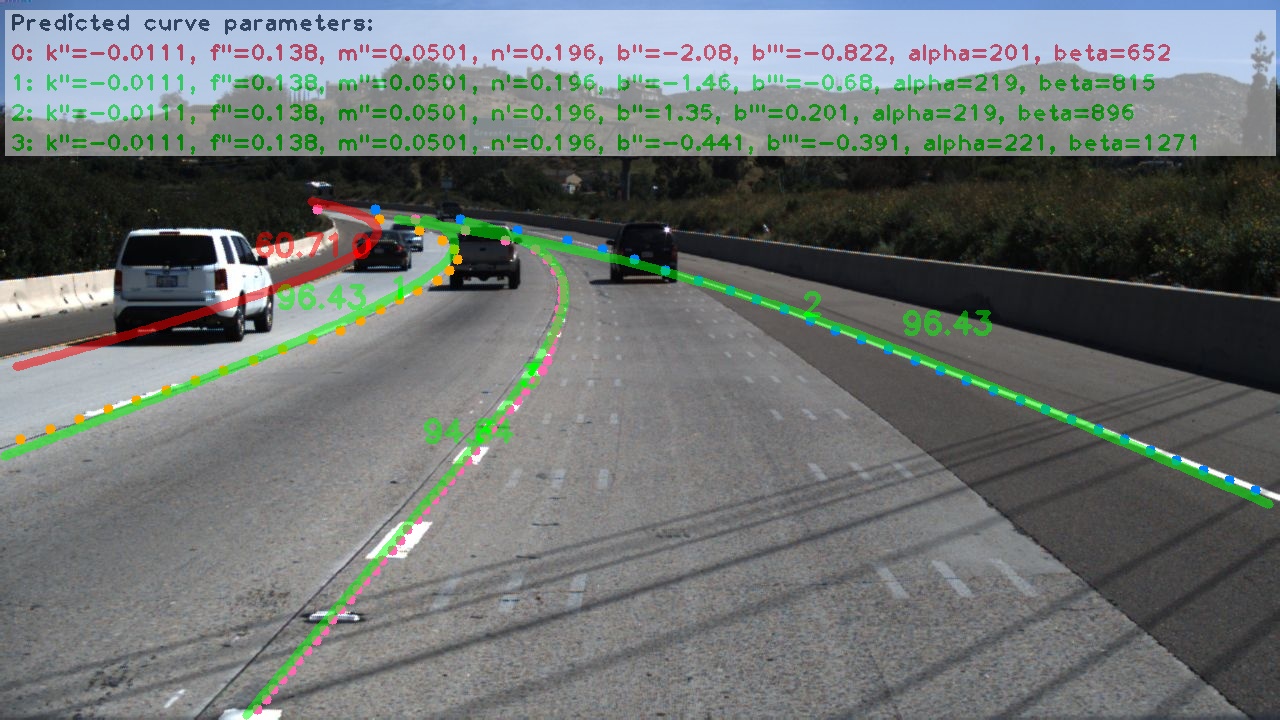 Predicted curve parameters:
0: k''=-0.0111, f''=0.138, m''=0.0501, n'=0.196, b''=-2.08, b'''=-0.822, alpha=201, beta=652
1: k''=-0.0111, f''=0.138, m''=0.0501, n'=0.196, b''=-1.46, b'''=-0.68, alpha=219, beta=815
2: k''=-0.0111, f''=0.138, m''=0.0501, n'=0.196, b''=1.35, b'''=0.201, alpha=219, beta=896
3: k''=-0.0111, f''=0.138, m''=0.0501, n'=0.196, b''=-0.441, b'''=-0.391, alpha=221, beta=1271
60.71 0
96.43 1
2 96.43